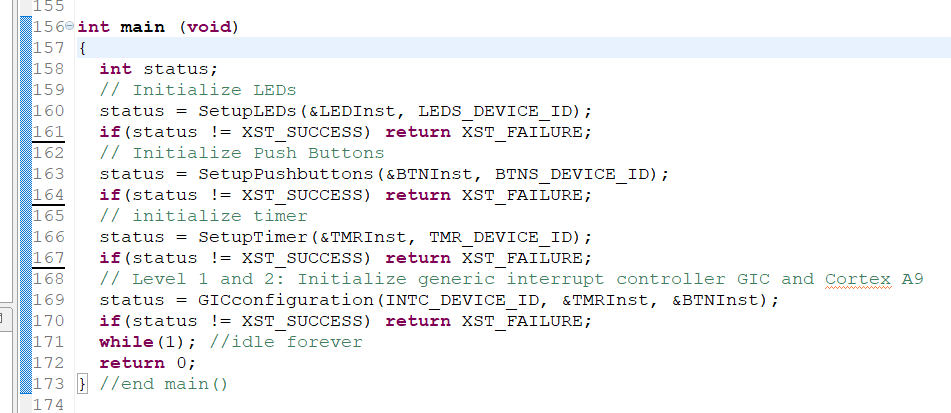 155
156 int main (void)
157 {
158 int status;
159 // Initialize LEDs
160 status = SetupLEDs(&LEDInst, LEDS_DEVICE_ID);
161 if(status != XST_SUCCESS) return XST_FAILURE;
162 // Initialize Push Buttons
163 status = SetupPushbuttons(&BTNInst, BTNS_DEVICE_ID);
164 if(status != XST_SUCCESS) return XST_FAILURE;
165 // initialize timer
166 status = SetupTimer(&TMRInst, TMR_DEVICE_ID);
167 if(status != XST_SUCCESS) return XST_FAILURE;
168 // Level 1 and 2: Initialize generic interrupt controller GIC and Cortex A9
169 status = GICconfiguration(INTC_DEVICE_ID, &TMRInst, &BTNInst);
170 if(status != XST_SUCCESS) return XST_FAILURE;
171 while(1); //idle forever
172 return 0;
173 } //end main()
174